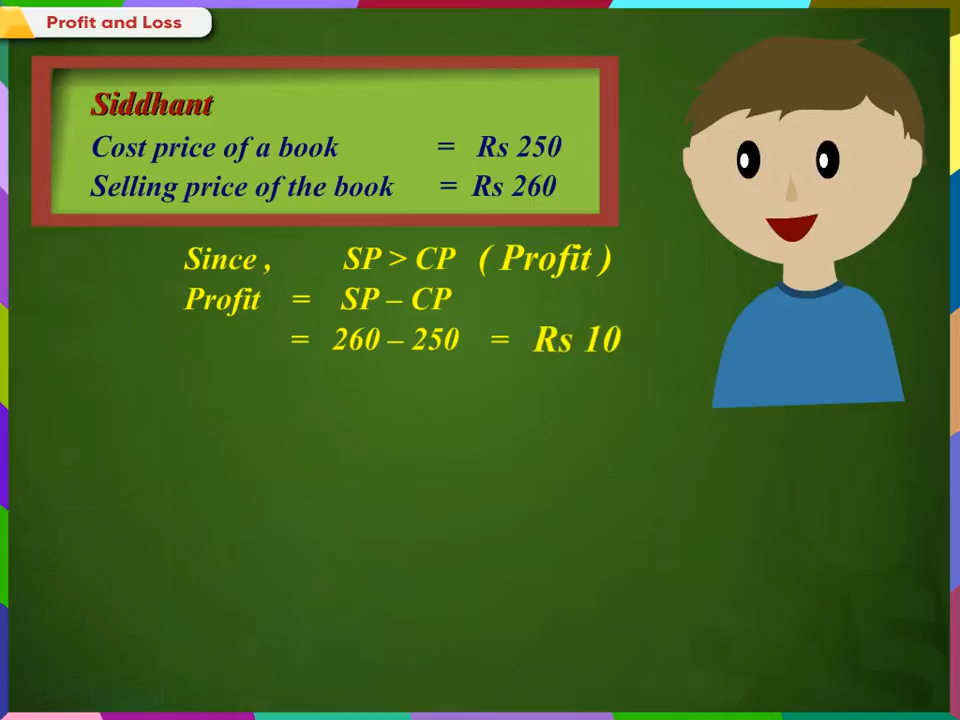 Profit and Loss
Siddhant
Cost price of a book = Rs 250
Selling price of the book = Rs 260
Since , SP > CP ( Profit )
Profit = SP – CP
= 260 – 250 = Rs 10